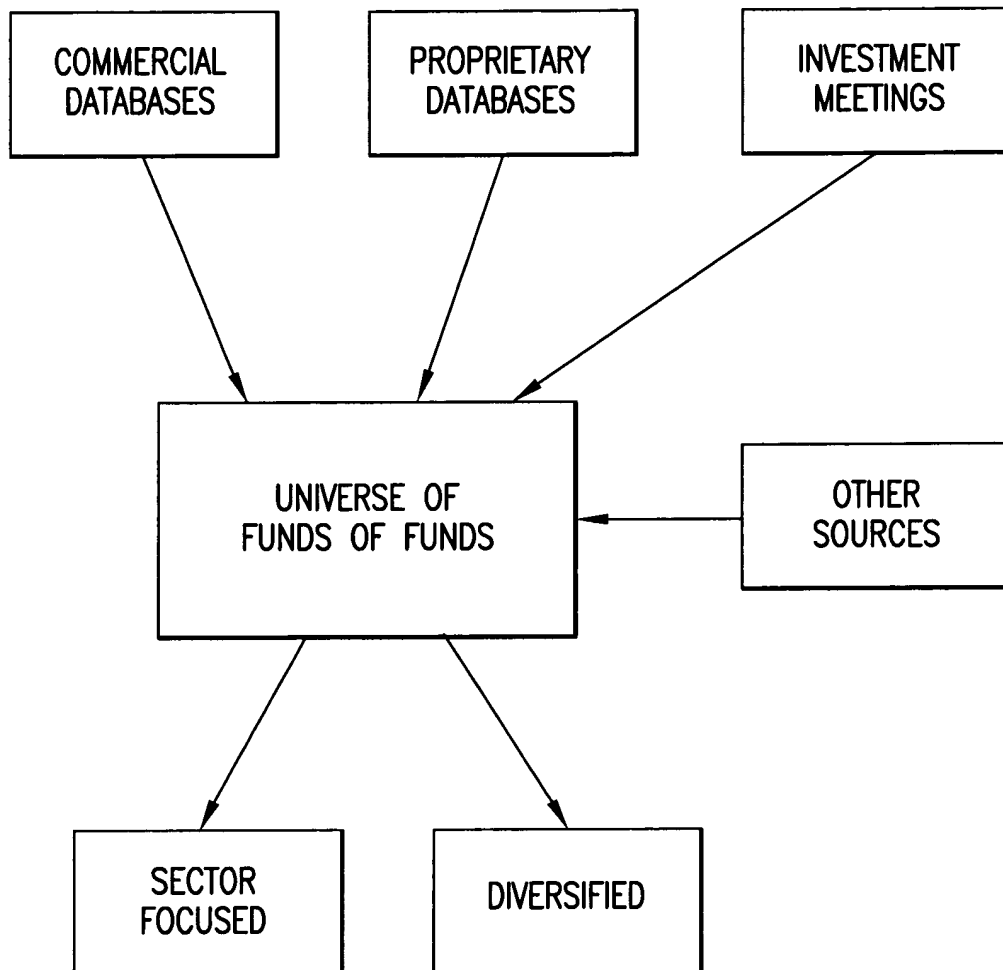 COMMERCIAL
DATABASES
PROPRIETARY
DATABASES
INVESTMENT
MEETINGS
UNIVERSE OF
FUNDS OF FUNDS
OTHER
SOURCES
SECTOR
FOCUSED
DIVERSIFIED